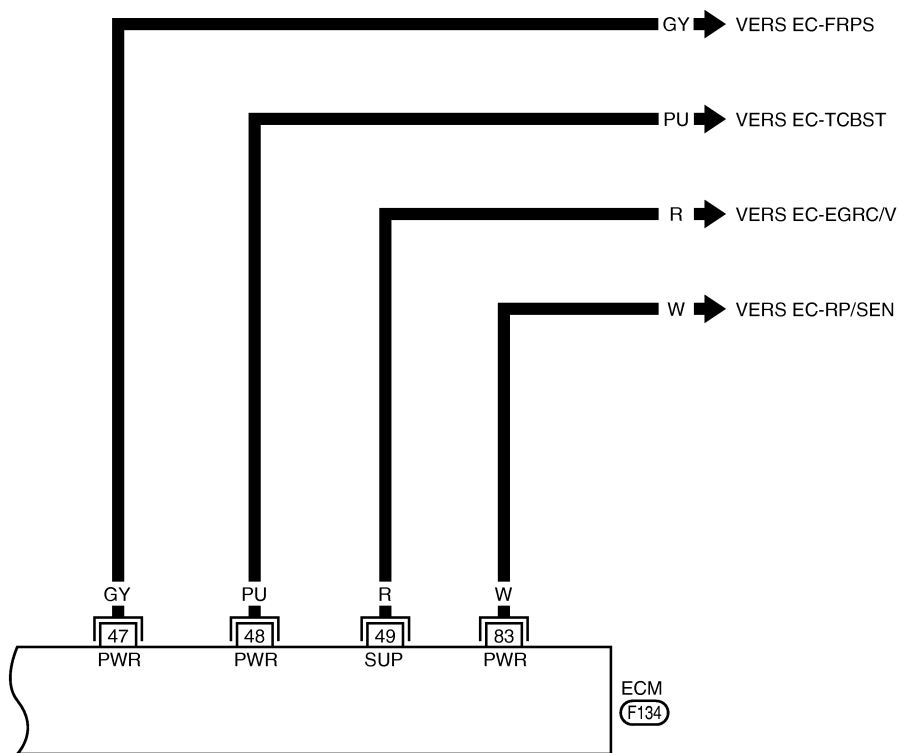 GY VERS EC-FRPS
PU VERS EC-TCBST
R VERS EC-EGRC/V
W VERS EC-RP/SEN
GY PU R W
47 48 49 83
PWR PWR SUP PWR
ECM
F134